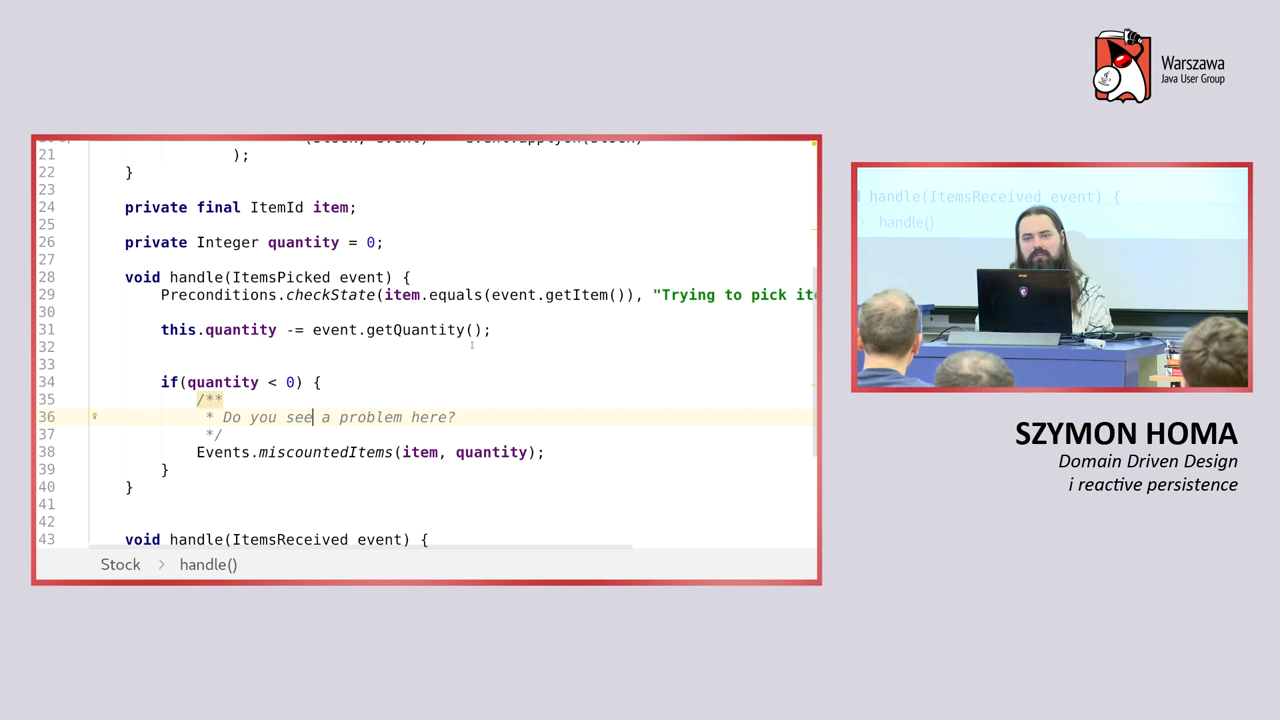 Warszawa
Java User Group
21 );
22 }
23
24 private final ItemId item;
25
26 private Integer quantity = 0;
27
28 void handle(ItemsPicked event) {
29 Preconditions.checkState(item.equals(event.getItem()), "Trying to pick ite
30
31 this.quantity -= event.getQuantity();
32
33
34 if(quantity < 0) {
35 /**
36 * Do you see a problem here?
37 */
38 Events.miscountedItems(item, quantity);
39 }
40 }
41
42
43 void handle(ItemsReceived event) {
Stock > handle()
handle(ItemsReceived event) {
> handle()
SZYMON HOMA
Domain Driven Design
i reactive persistence